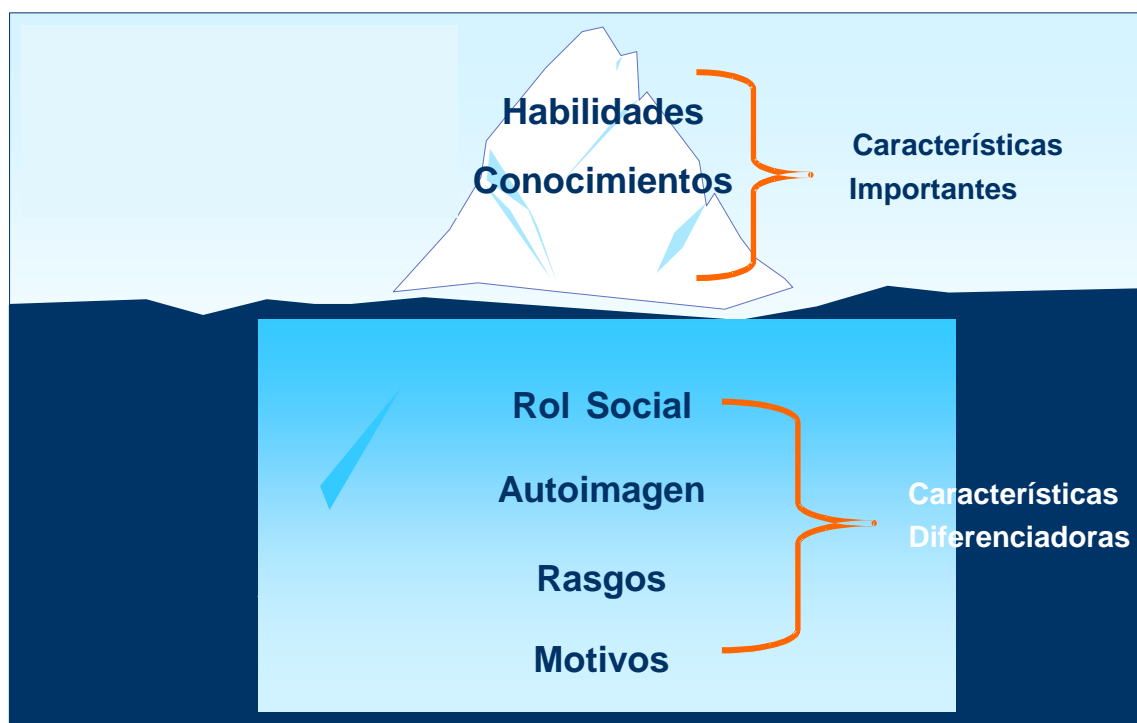 Habilidades
Conocimientos
Características
Importantes
Rol Social
Autoimagen
Rasgos
Motivos
Características
Diferenciadoras